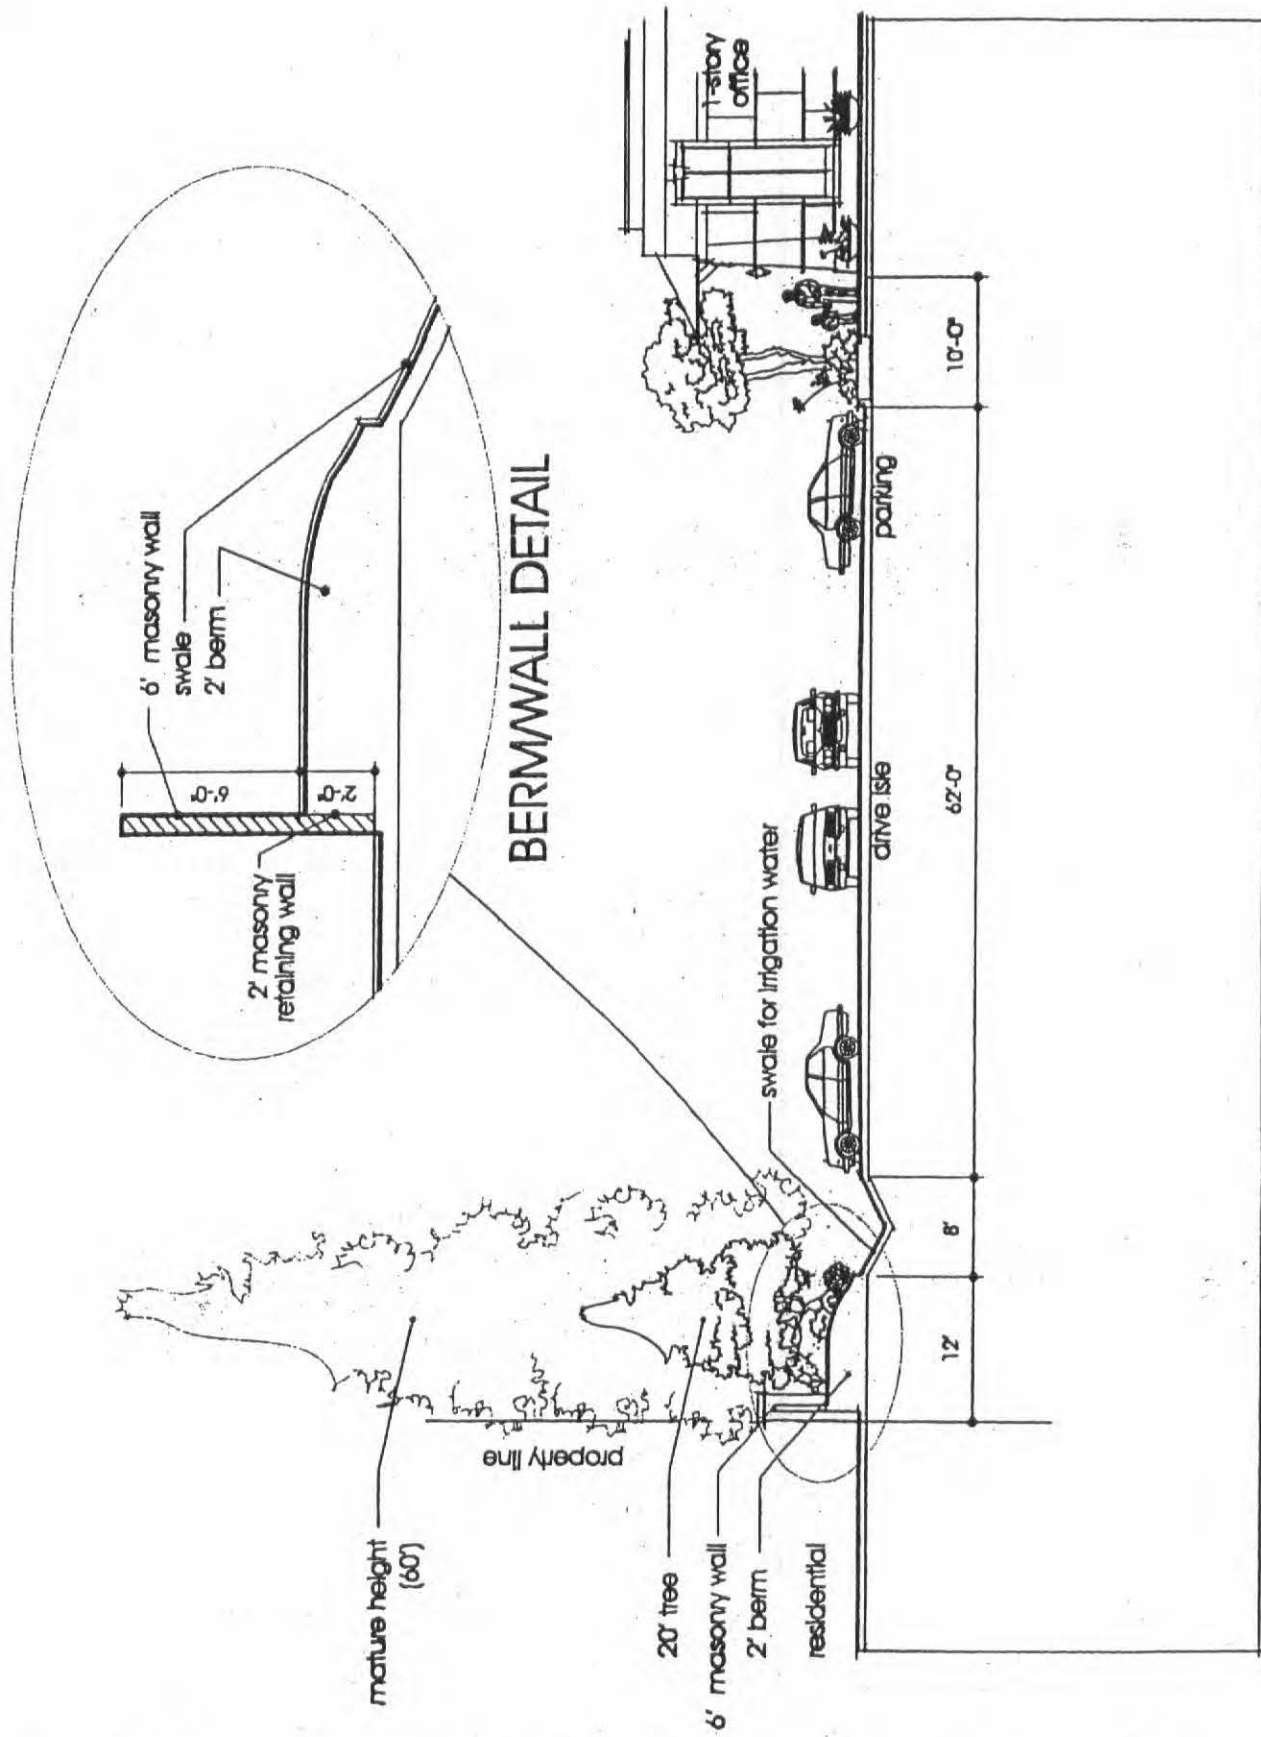 6' masonry wall
swale
2' berm
6'-0"
2'-0"
2' masonry
retaining wall
BERM/WALL DETAIL
mature height
(60')
property line
20' tree
6' masonry wall
2' berm
residential
swale for irrigation water
drive isle
parking
1-story
office
12'
8'
62'-0"
10'-0"